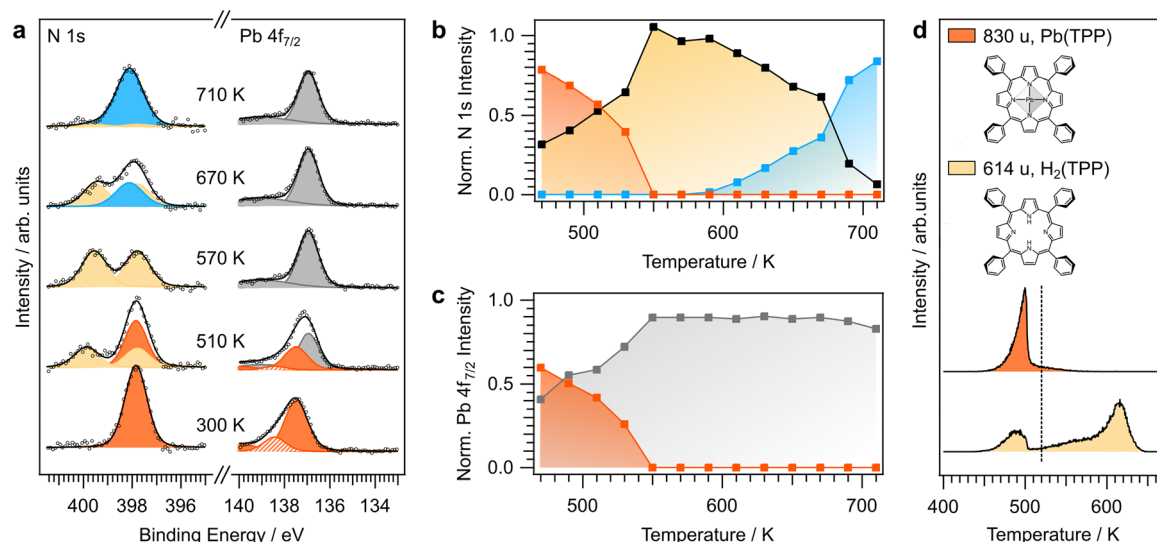 a
N 1s
Pb 4f7/2
710 K
670 K
570 K
510 K
300 K
Intensity / arb. units
400 398 396 140 138 136 134
Binding Energy / eV
b
Norm. N 1s Intensity
1.0
0.5
0.0
500 600 700
Temperature / K
c
Norm. Pb 4f7/2 Intensity
1.0
0.5
0.0
500 600 700
Temperature / K
d
830 u, Pb(TPP)
N Pb N
614 u, H2(TPP)
N
H
N
N
H
N
Intensity / arb.units
400 500 600
Temperature / K